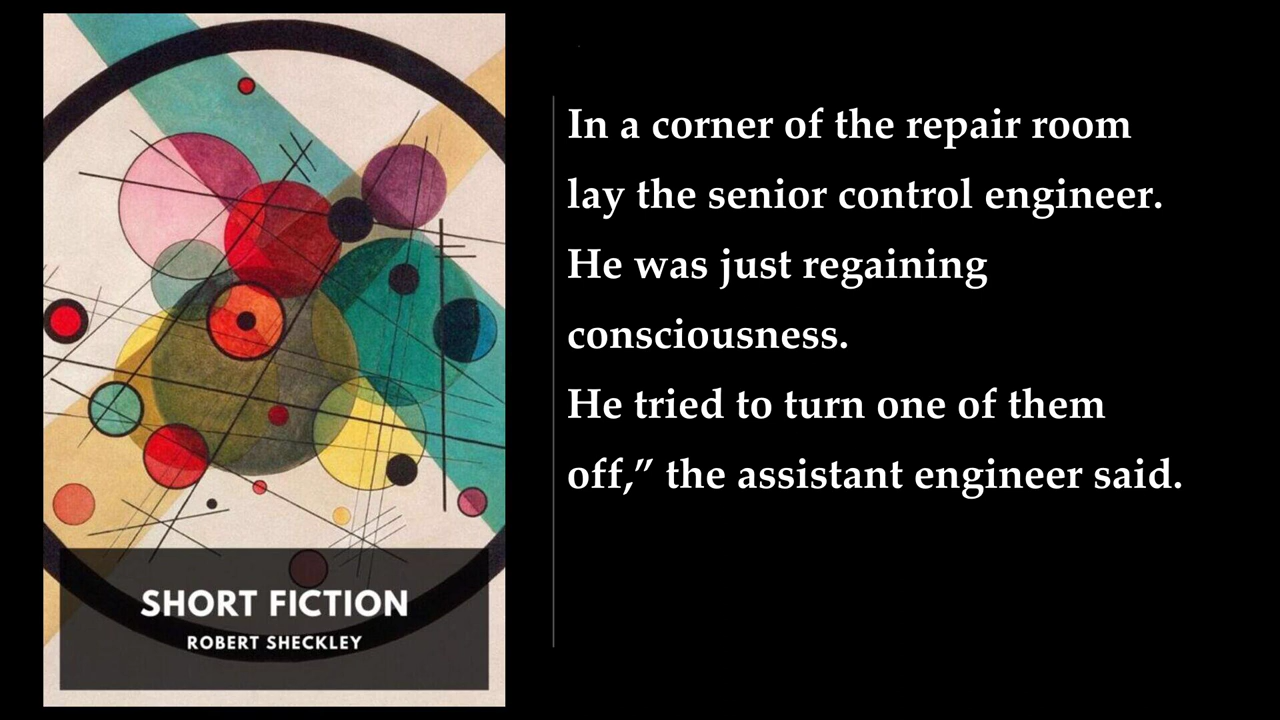 SHORT FICTION
ROBERT SHECKLEY
In a corner of the repair room
lay the senior control engineer.
He was just regaining
consciousness.
He tried to turn one of them
off,” the assistant engineer said.